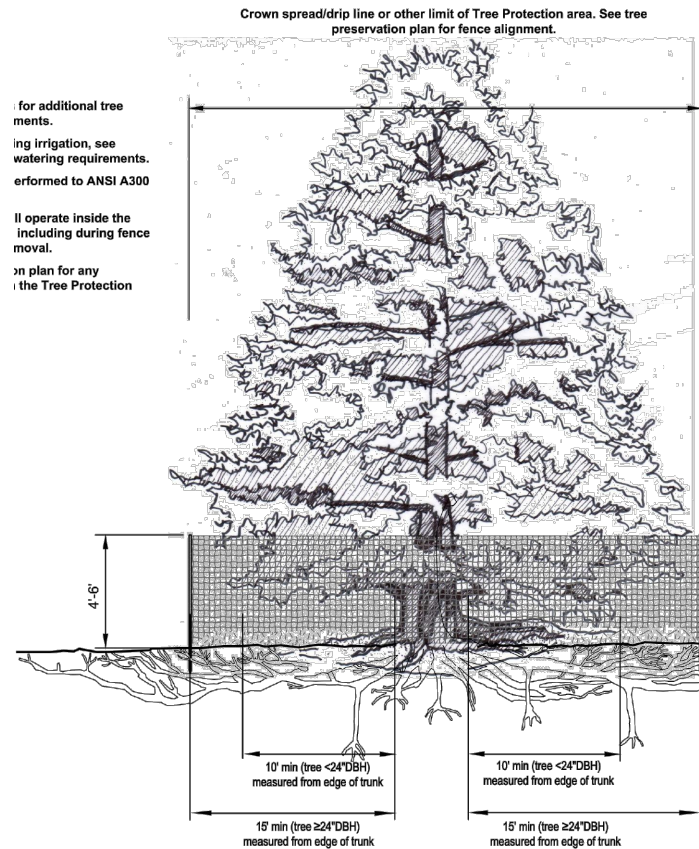 Crown spread/drip line or other limit of Tree Protection area. See tree
preservation plan for fence alignment.
for additional tree
ments.
ing irrigation, see
watering requirements.
erformed to ANSI A300
ll operate inside the
including during fence
moval.
on plan for any
the Tree Protection
4'-6'
10' min (tree <24"DBH)
measured from edge of trunk
10' min (tree <24"DBH)
measured from edge of trunk
15' min (tree ≥24"DBH)
measured from edge of trunk
15' min (tree ≥24"DBH)
measured from edge of trunk